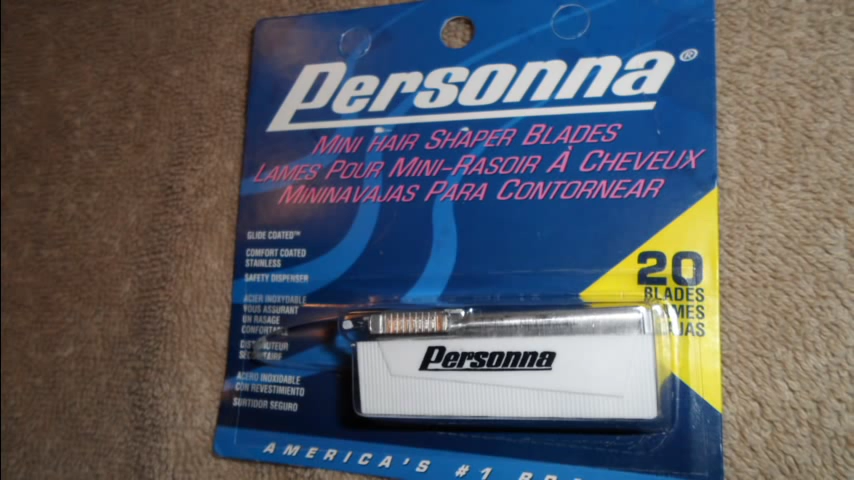 Personna®
MINI HAIR SHAPER BLADES
LAMES POUR MINI-RASOIR À CHEVEUX
MININAVAJAS PARA CONTORNEAR
GLIDE COATED™
COMFORT COATED
STAINLESS
SAFETY DISPENSER
ACIER INOXYDABLE
VOUS ASSURANT
UN RASAGE
CONFORTABLE
ACERO INOXIDABLE
CON REVESTIMIENTO
SURTIDOR SEGURO
20
BLADES
Personna
AMERICA'S #1